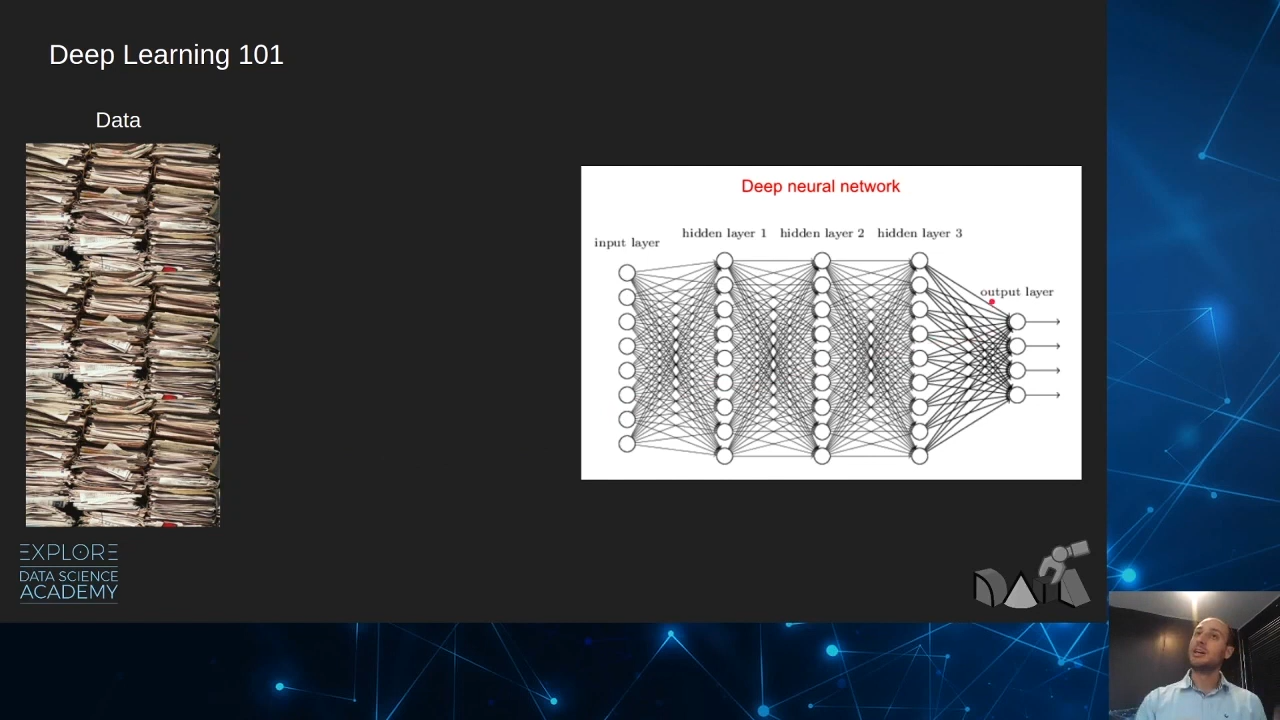 Deep Learning 101
Data
Deep neural network
input layer
hidden layer 1 hidden layer 2 hidden layer 3
output layer
EXPLORE
DATA SCIENCE
ACADEMY